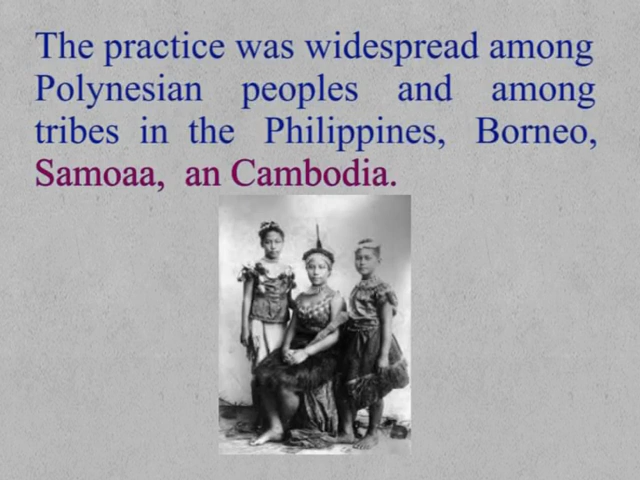 The practice was widespread among
Polynesian peoples and among
tribes in the Philippines, Borneo,
Samoaa, an Cambodia.